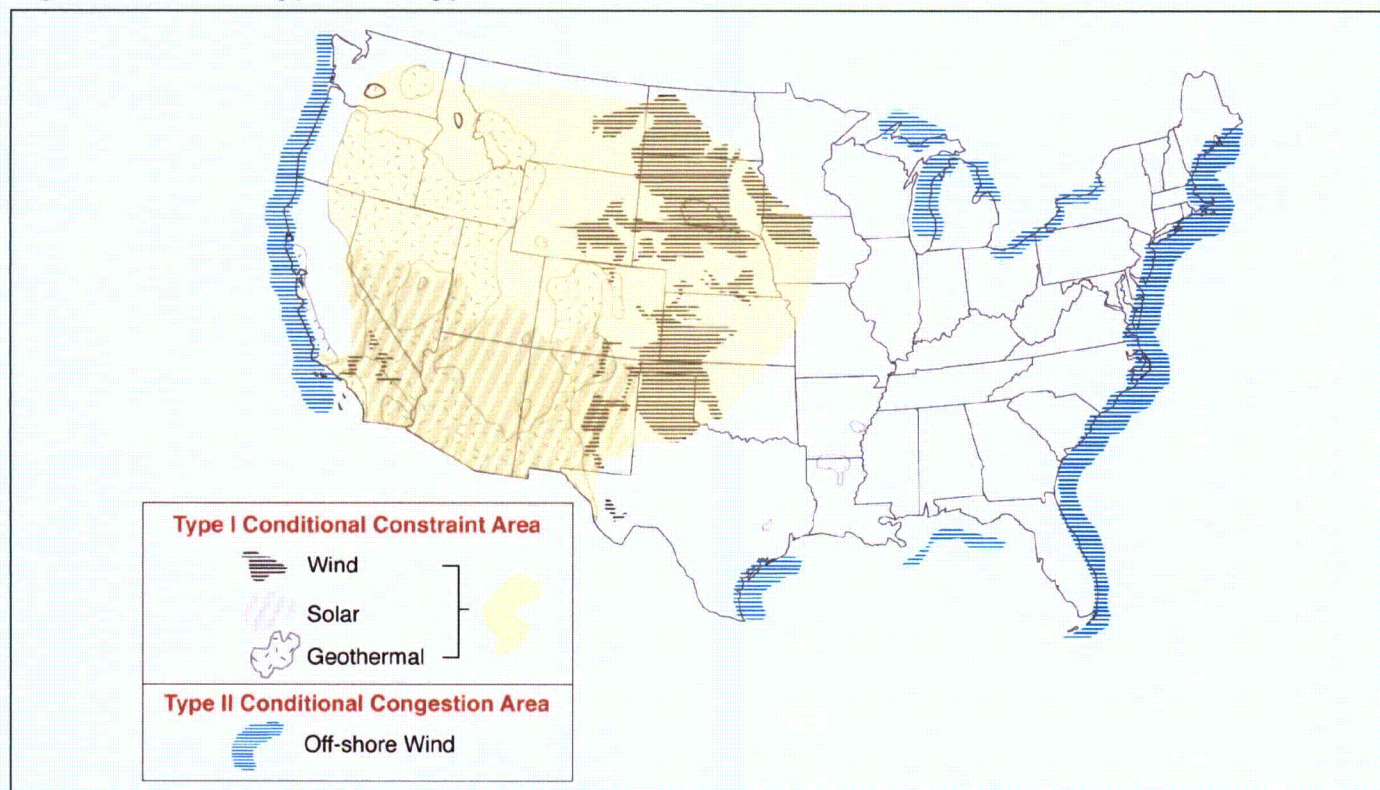 Type I Conditional Constraint Area
Wind
Solar
Geothermal
Type II Conditional Congestion Area
Off-shore Wind